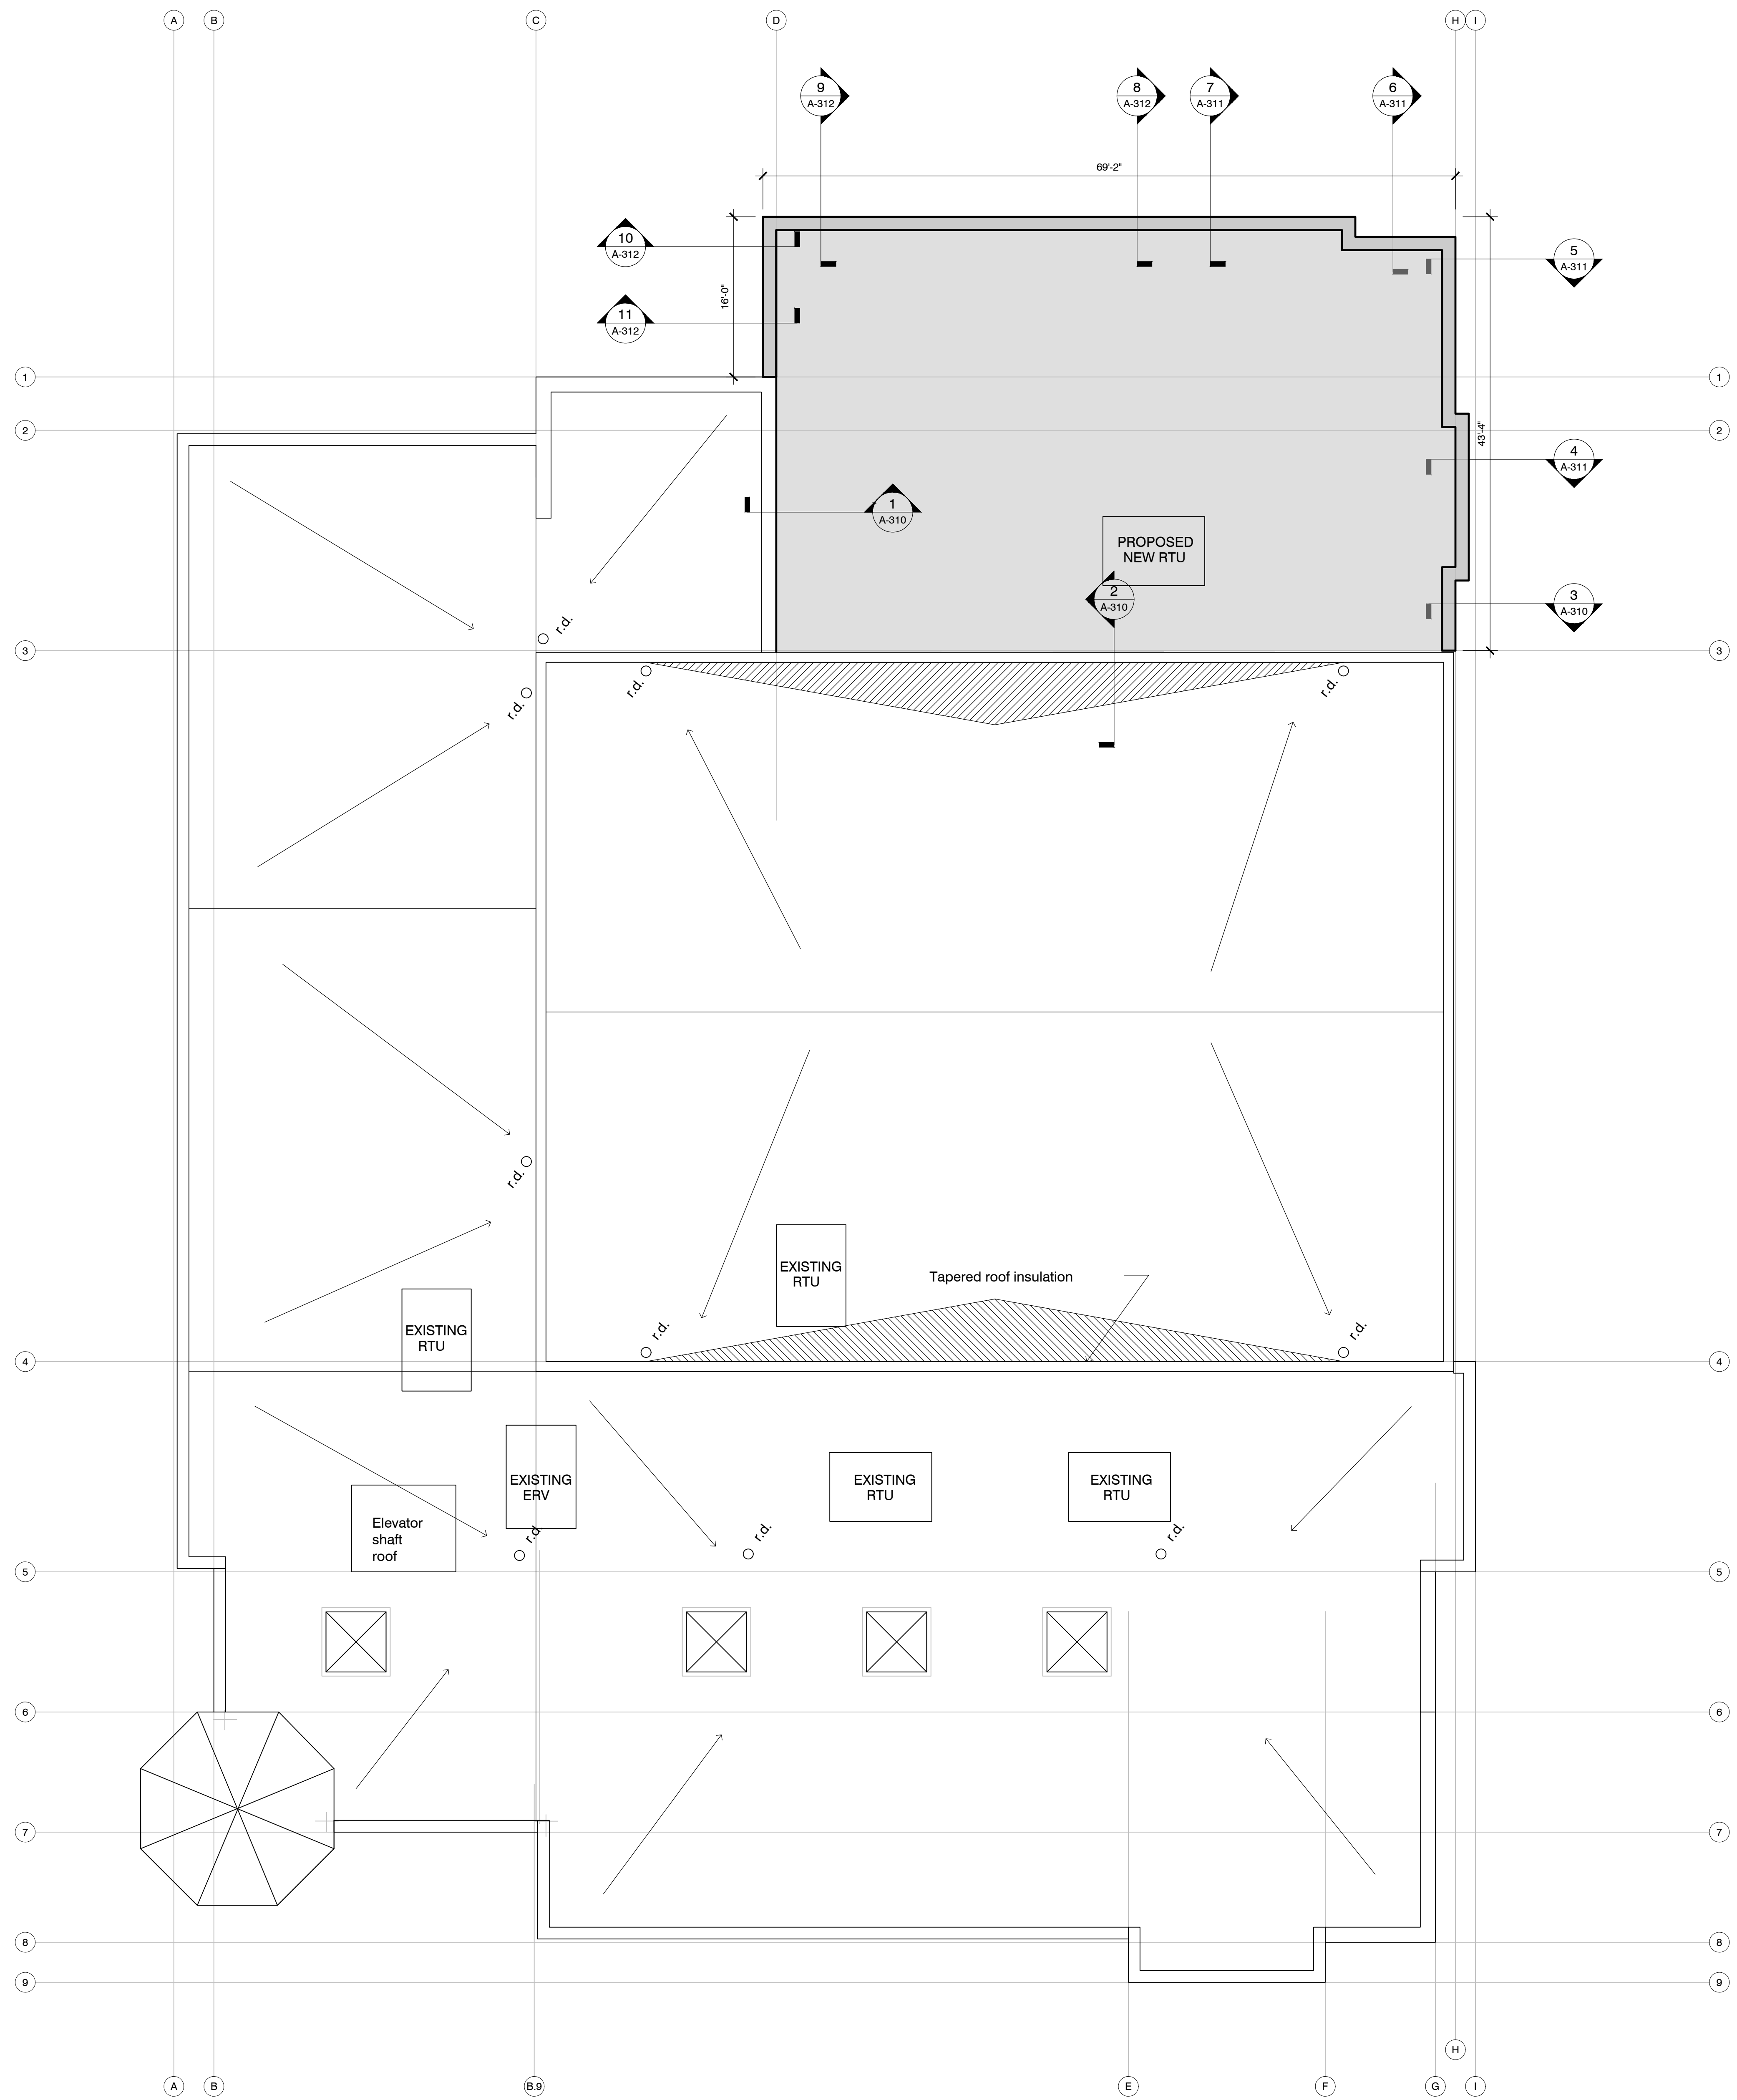 A
B
C
D
H
I
9
A-312
8
A-312
7
A-311
6
A-311
69'-2"
10
A-312
5
A-311
16'-0"
11
A-312
1
1
2
2
43'-4"
4
A-311
1
A-310
PROPOSED
NEW RTU
2
A-310
3
A-310
r.d.
3
3
r.d.
r.d.
r.d.
r.d.
EXISTING
RTU
Tapered roof insulation
EXISTING
RTU
r.d.
r.d.
4
4
EXISTING
ERV
EXISTING
RTU
EXISTING
RTU
Elevator
shaft
roof
r.d.
r.d.
r.d.
5
5
6
6
7
7
8
8
9
9
H
A
B
B.9
E
F
G
I